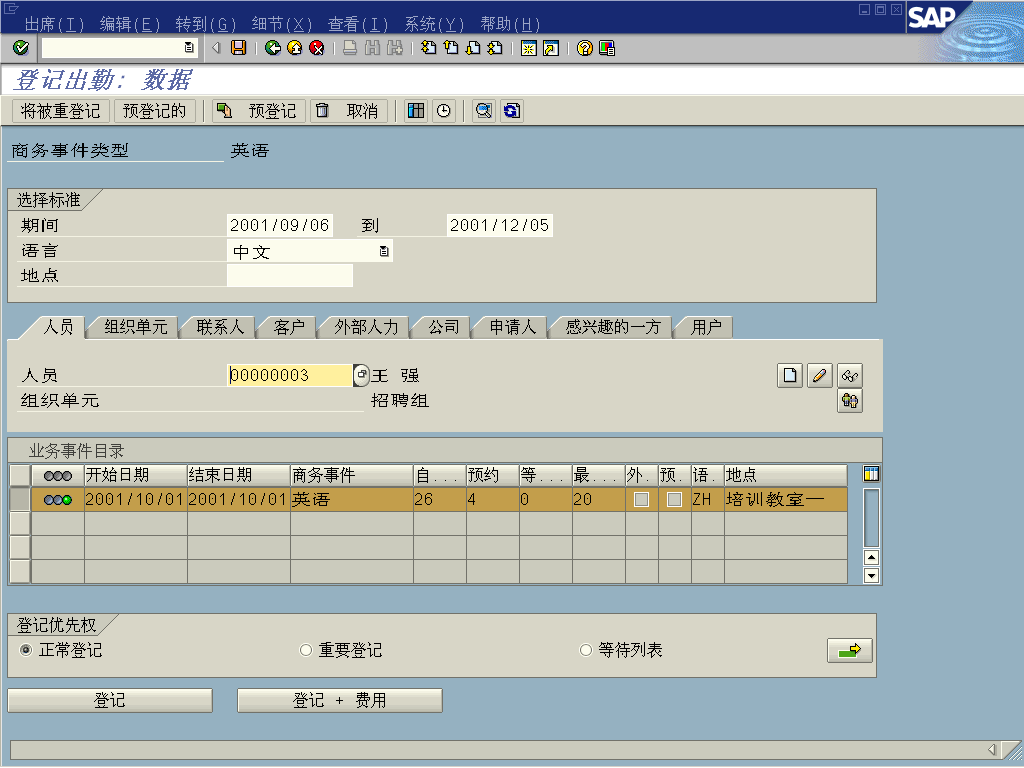 出席(I) 编辑(E) 转到(G) 细节(X) 查看(I) 系统(Y) 帮助(H)
SAP
登记出勤: 数据
将被重登记 预登记的 预登记 取消
商务事件类型 英语
选择标准
期间 2001/09/06 到 2001/12/05
语言 中文
地点
人员 组织单元 联系人 客户 外部人力 公司 申请人 感兴趣的一方 用户
人员 00000003 王 强
组织单元 招聘组
业务事件目录
开始日期 结束日期 商务事件 自... 预约 等... 最... 外. 预. 语. 地点
2001/10/01 2001/10/01 英语 26 4 0 20 ZH 培训教室一
登记优先权
正常登记 重要登记 等待列表
登记 登记 + 费用